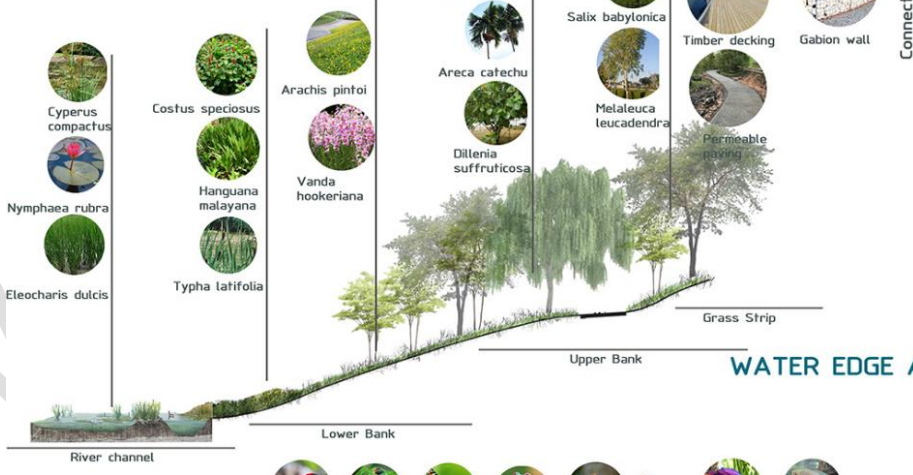 Salix babylonica
Timber decking
Gabion wall
Connect
Areca catechu
Arachis pintoi
Cyperus
compactus
Costus speciosus
Melaleuca
leucadendra
Permeable
paving
Dillenia
suffruticosa
Vanda
hookeriana
Hanguana
malayana
Nymphaea rubra
Typha latifolia
Eleocharis dulcis
Grass Strip
Upper Bank
WATER EDGE
Lower Bank
River channel